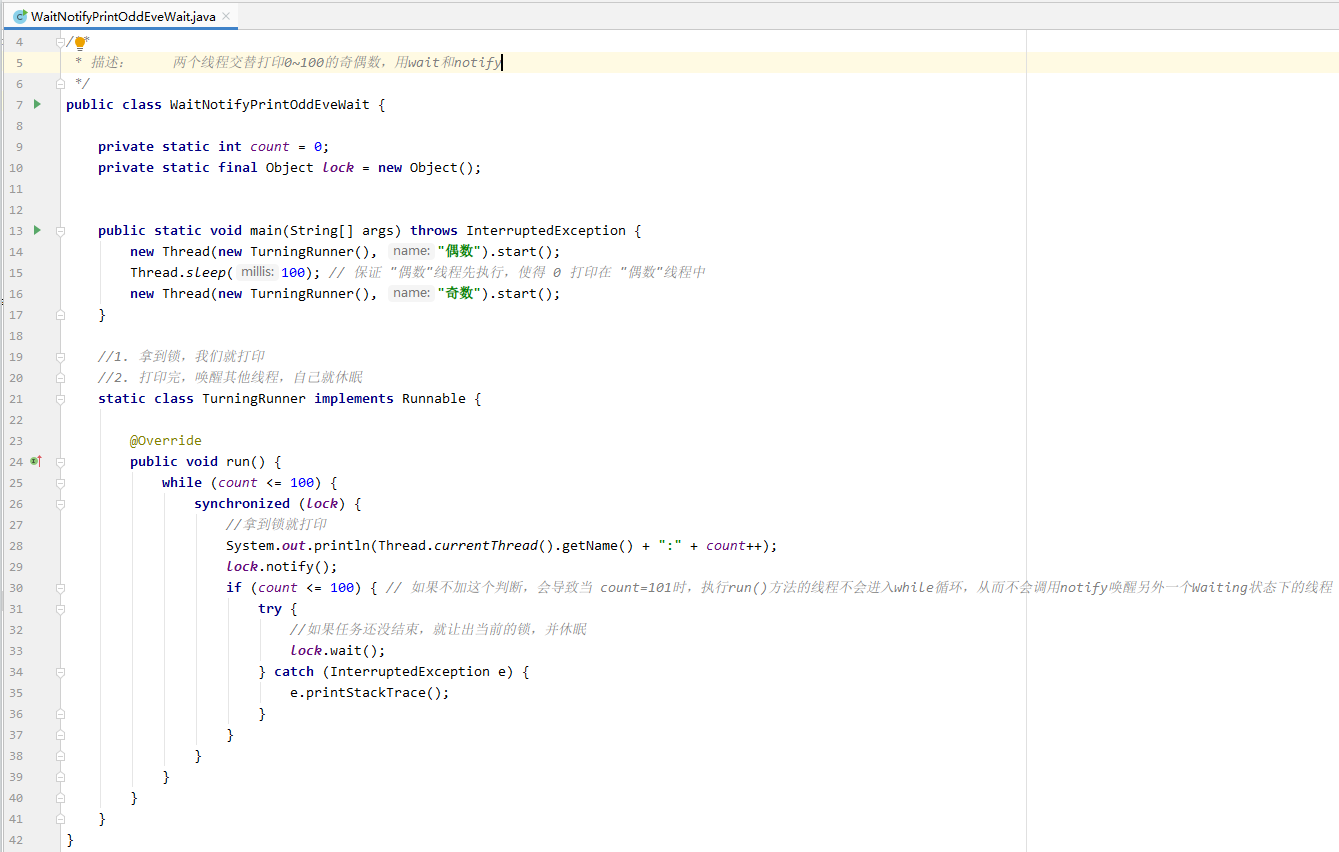 WaitNotifyPrintOddEveWait.java
4 /**
5 * 描述:     两个线程交替打印0~100的奇偶数，用wait和notify
6 */
7 public class WaitNotifyPrintOddEveWait {
8
9 private static int count = 0;
10 private static final Object lock = new Object();
11
12
13 public static void main(String[] args) throws InterruptedException {
14 new Thread(new TurningRunner(), name: "偶数").start();
15 Thread.sleep( millis: 100); // 保证 "偶数"线程先执行，使得 0 打印在 "偶数"线程中
16 new Thread(new TurningRunner(), name: "奇数").start();
17 }
18
19 //1. 拿到锁，我们就打印
20 //2. 打印完，唤醒其他线程，自己就休眠
21 static class TurningRunner implements Runnable {
22
23 @Override
24 public void run() {
25 while (count <= 100) {
26 synchronized (lock) {
27 //拿到锁就打印
28 System.out.println(Thread.currentThread().getName() + ":" + count++);
29 lock.notify();
30 if (count <= 100) { // 如果不加这个判断，会导致当 count=101时，执行run()方法的线程不会进入while循环，从而不会调用notify唤醒另外一个Waiting状态下的线程
31 try {
32 //如果任务还没结束，就让出当前的锁，并休眠
33 lock.wait();
34 } catch (InterruptedException e) {
35 e.printStackTrace();
36 }
37 }
38 }
39 }
40 }
41 }
42 }